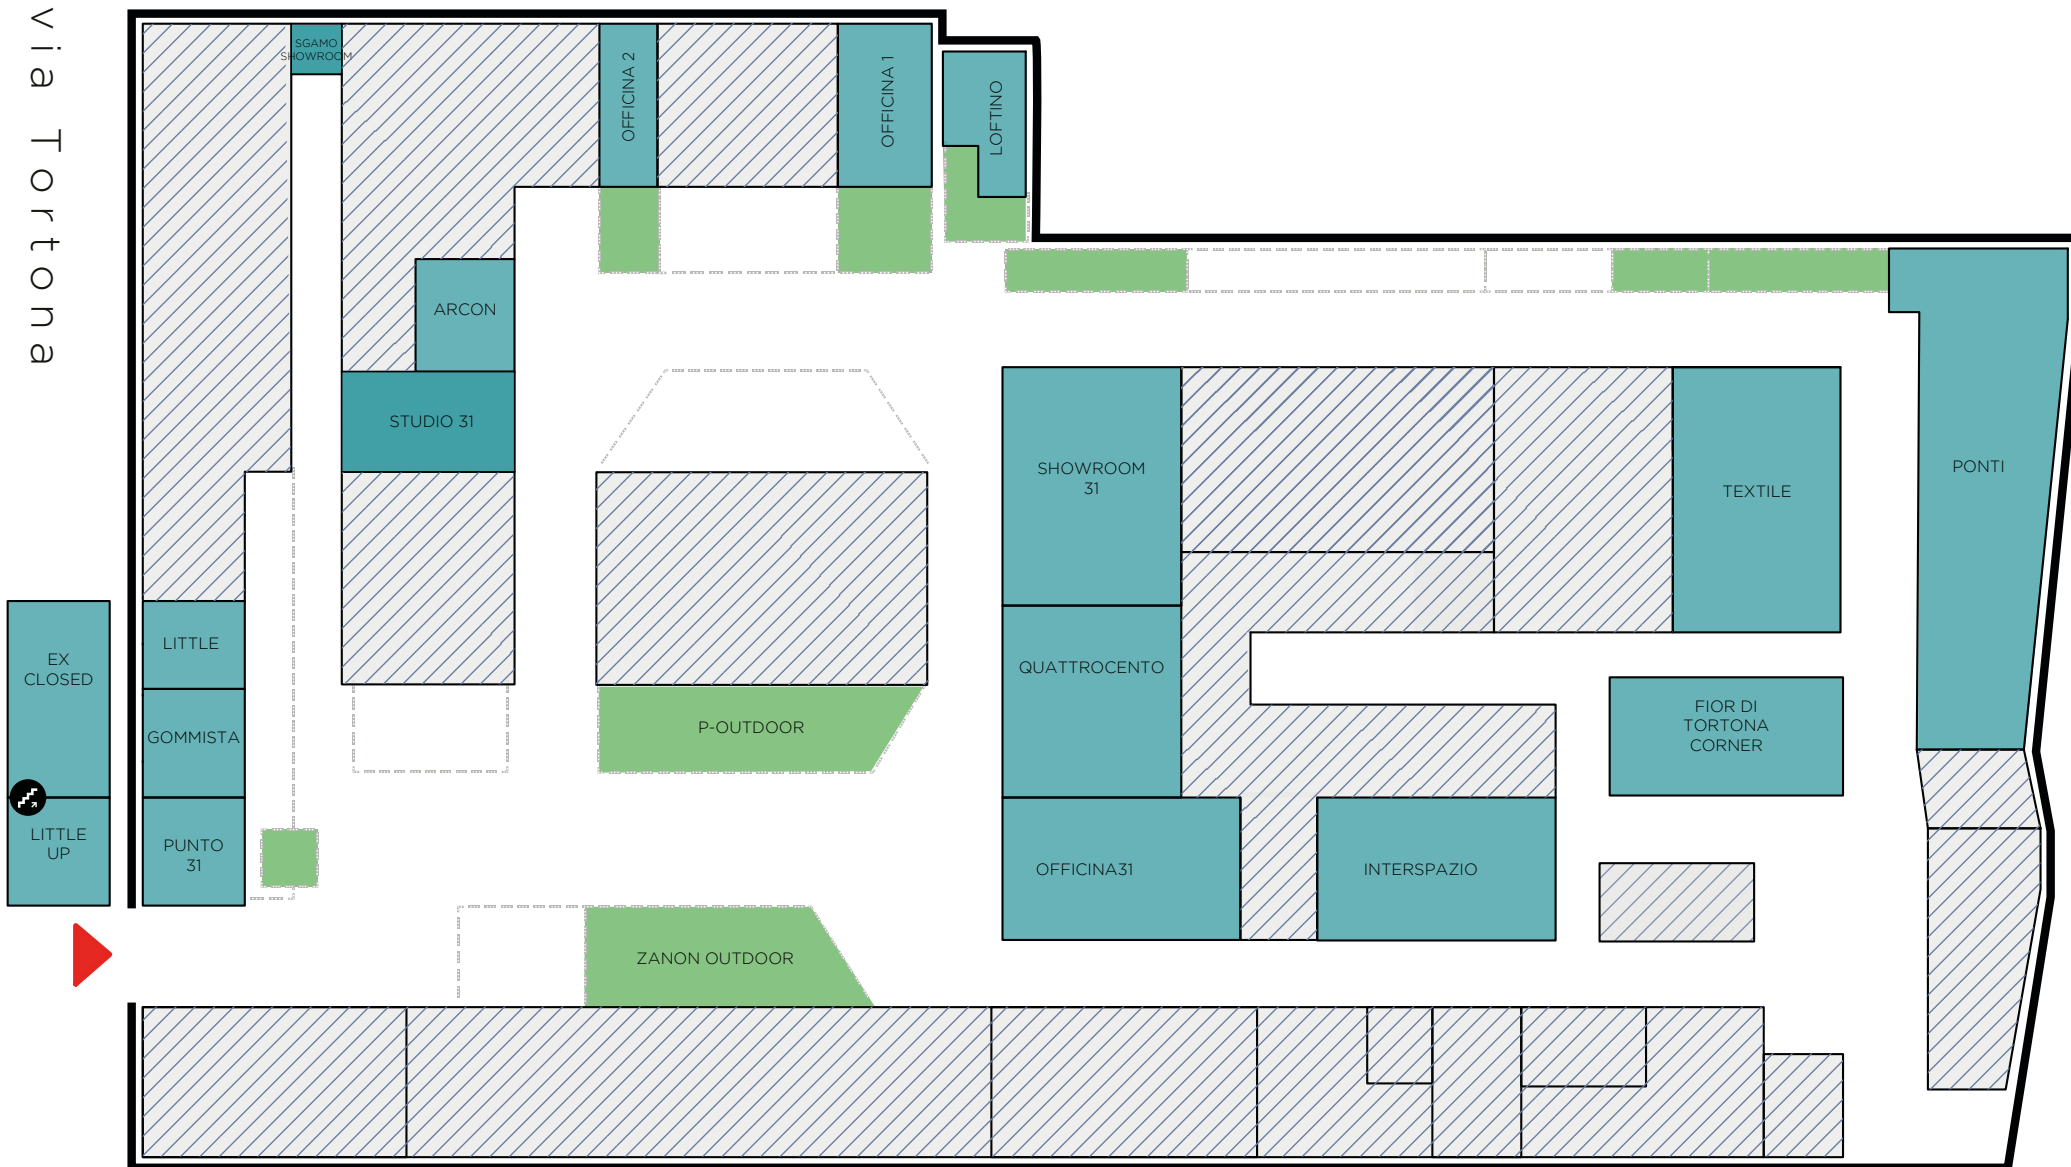 via Tortona
SGAMO
SHOWROOM
OFFICINA 2
OFFICINA 1
LOFTINO
ARCON
STUDIO 31
SHOWROOM
31
TEXTILE
PONTI
EX
CLOSED
LITTLE
QUATTROCENTO
GOMMISTA
P-OUTDOOR
FIOR DI
TORTONA
CORNER
LITTLE
UP
PUNTO
31
OFFICINA31
INTERSPAZIO
ZANON OUTDOOR